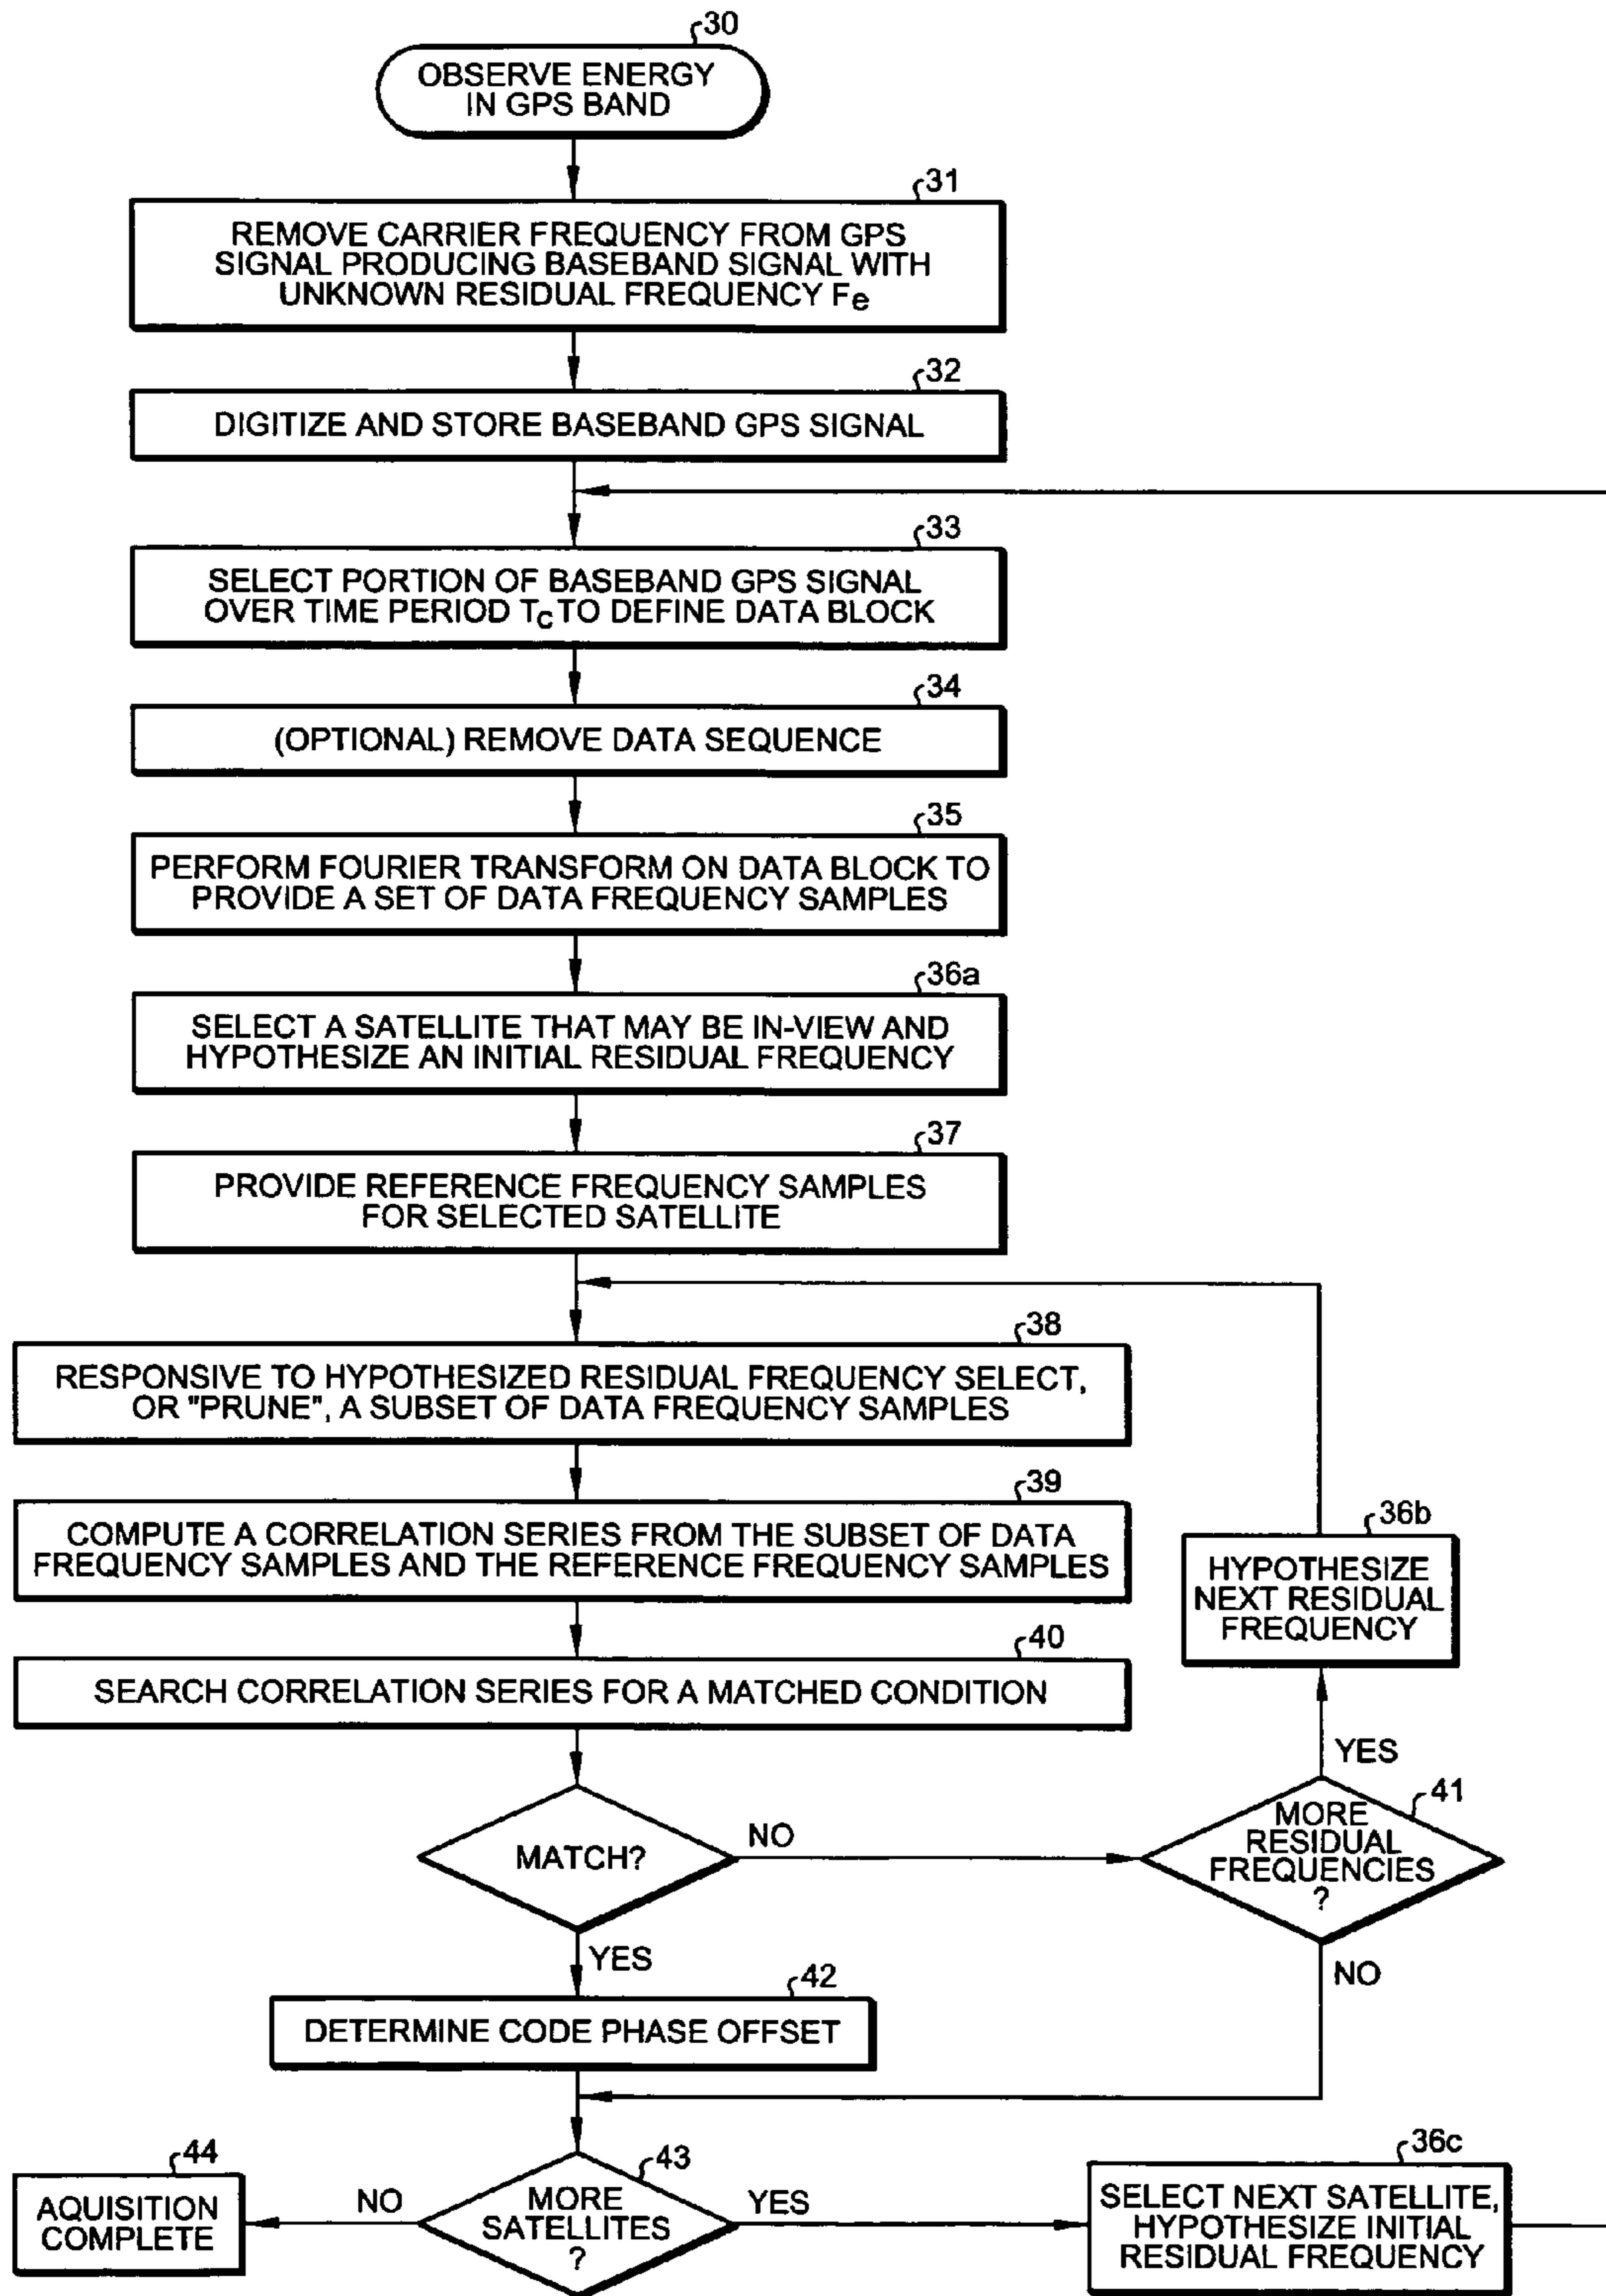 30
OBSERVE ENERGY
IN GPS BAND
31
REMOVE CARRIER FREQUENCY FROM GPS
SIGNAL PRODUCING BASEBAND SIGNAL WITH
UNKNOWN RESIDUAL FREQUENCY Fe
32
DIGITIZE AND STORE BASEBAND GPS SIGNAL
33
SELECT PORTION OF BASEBAND GPS SIGNAL
OVER TIME PERIOD TC TO DEFINE DATA BLOCK
34
(OPTIONAL) REMOVE DATA SEQUENCE
35
PERFORM FOURIER TRANSFORM ON DATA BLOCK TO
PROVIDE A SET OF DATA FREQUENCY SAMPLES
36a
SELECT A SATELLITE THAT MAY BE IN-VIEW AND
HYPOTHESIZE AN INITIAL RESIDUAL FREQUENCY
37
PROVIDE REFERENCE FREQUENCY SAMPLES
FOR SELECTED SATELLITE
38
RESPONSIVE TO HYPOTHESIZED RESIDUAL FREQUENCY SELECT,
OR "PRUNE", A SUBSET OF DATA FREQUENCY SAMPLES
39
COMPUTE A CORRELATION SERIES FROM THE SUBSET OF DATA
FREQUENCY SAMPLES AND THE REFERENCE FREQUENCY SAMPLES
36b
HYPOTHESIZE
NEXT RESIDUAL
FREQUENCY
40
SEARCH CORRELATION SERIES FOR A MATCHED CONDITION
YES
41
MORE
RESIDUAL
FREQUENCIES
?
NO
MATCH?
NO
YES
42
DETERMINE CODE PHASE OFFSET
44
AQUISITION
COMPLETE
NO
43
MORE
SATELLITES
?
YES
36c
SELECT NEXT SATELLITE,
HYPOTHESIZE INITIAL
RESIDUAL FREQUENCY